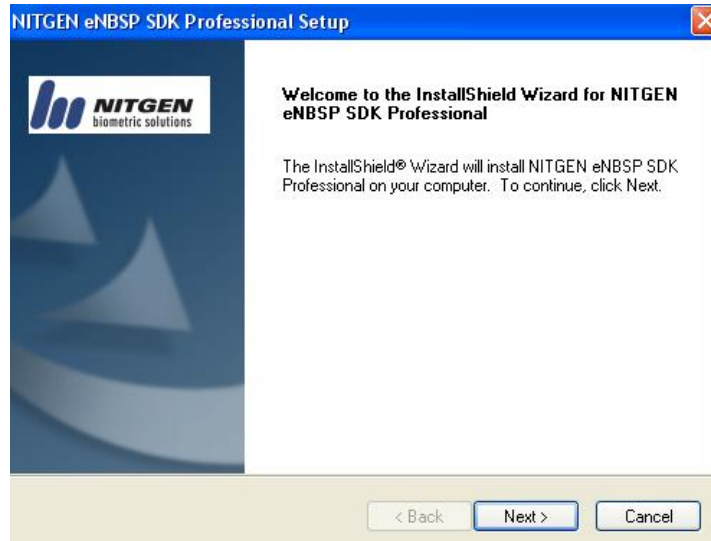 NITGEN eNBSP SDK Professional Setup
NITGEN
biometric solutions
Welcome to the InstallShield Wizard for NITGEN
eNBSP SDK Professional
The InstallShield® Wizard will install NITGEN eNBSP SDK
Professional on your computer. To continue, click Next.
< Back
Next >
Cancel